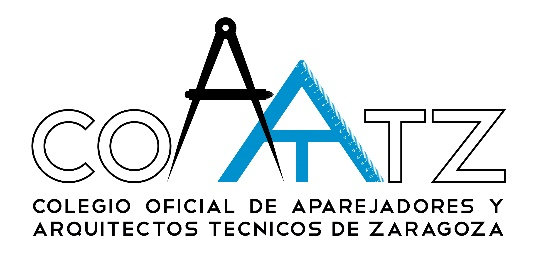 COAATZ
COLEGIO OFICIAL DE APAREJADORES Y
ARQUITECTOS TECNICOS DE ZARAGOZA